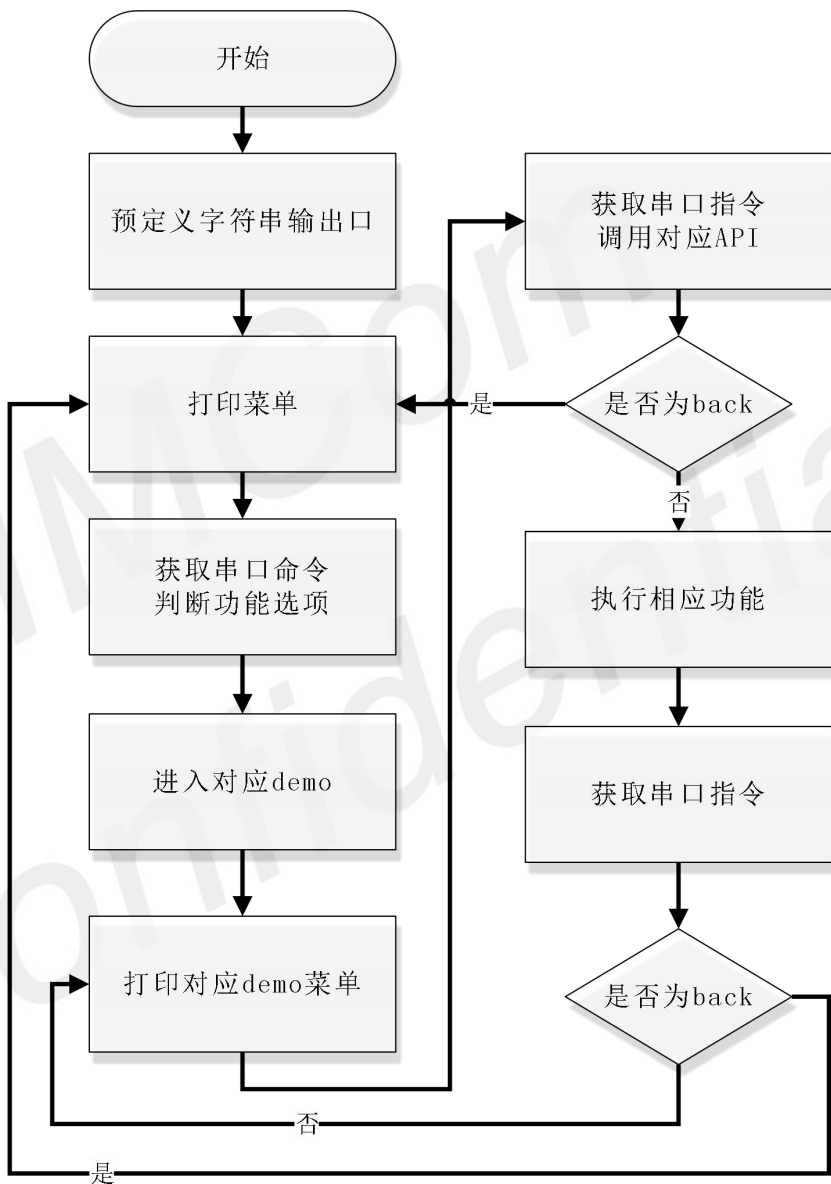 开始
预定义字符串输出口
打印菜单
获取串口命令
判断功能选项
进入对应demo
打印对应demo菜单
获取串口指令
调用对应API
是否为back
是
否
执行相应功能
获取串口指令
是否为back
否
是